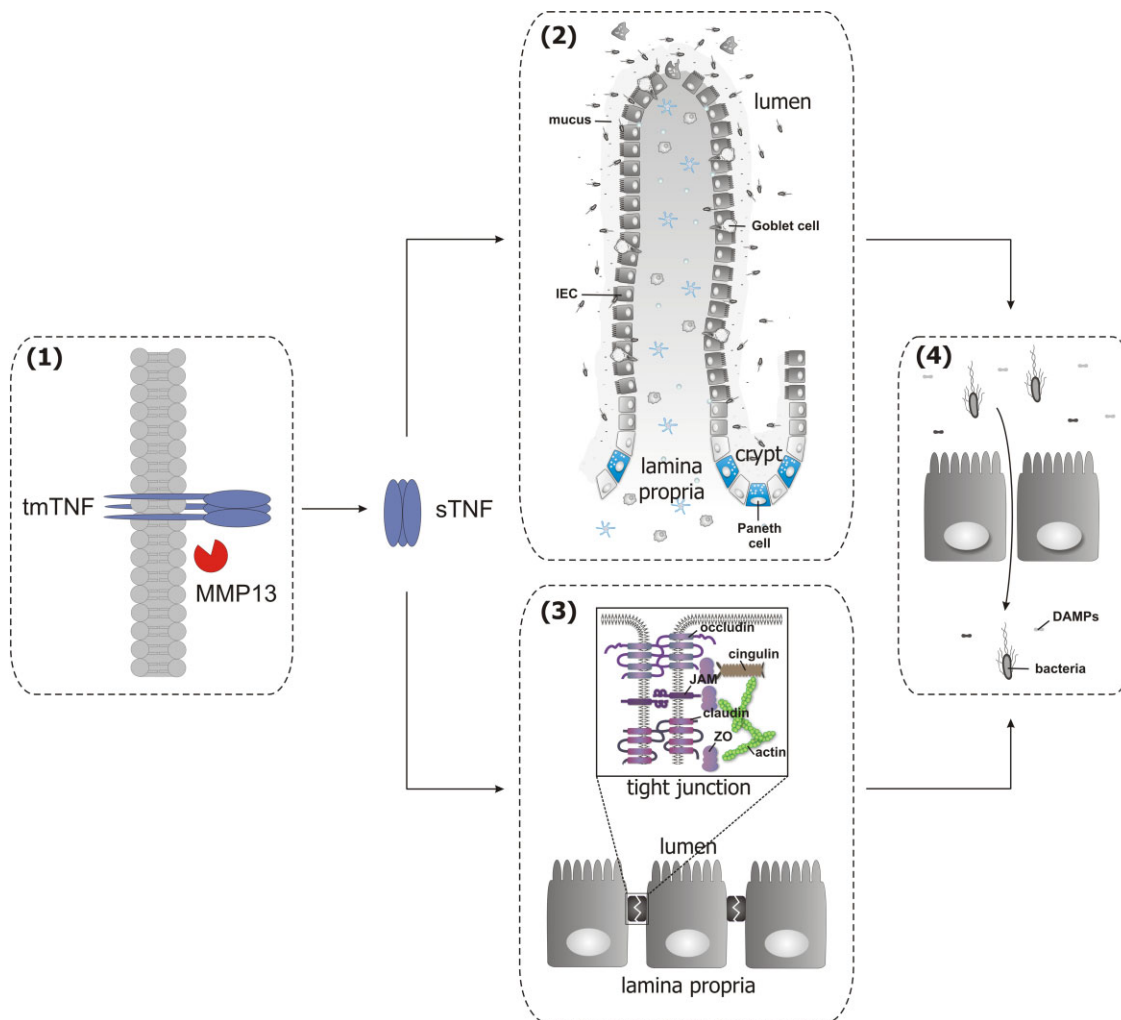 (1)
tmTNF
MMP13
sTNF
(2)
lumen
mucus
Goblet cell
IEC
crypt
lamina
propria
Paneth
cell
(3)
occludin
cingulin
JAM
claudin
ZO
actin
tight junction
lumen
lamina propria
(4)
DAMPs
bacteria